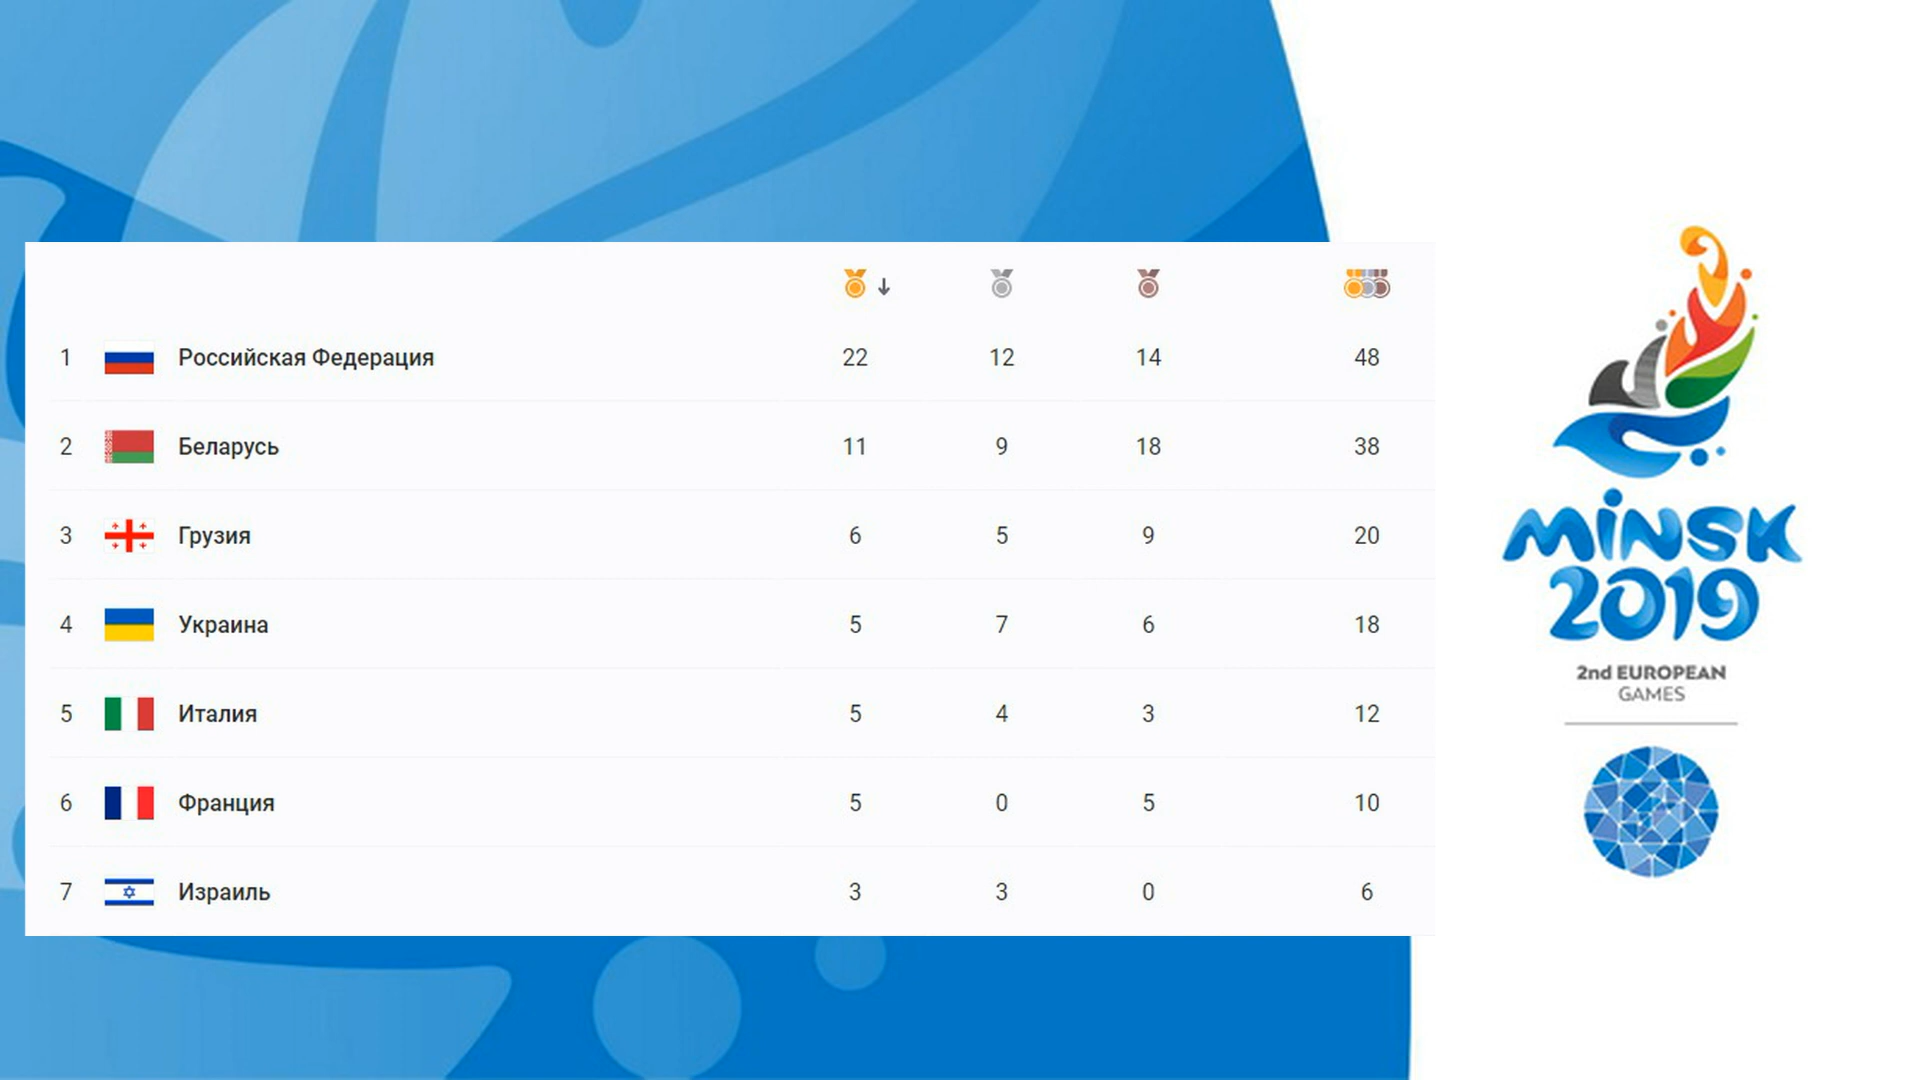 1 Российская Федерация 22 12 14 48
2 Беларусь 11 9 18 38
3 Грузия 6 5 9 20
4 Украина 5 7 6 18
5 Италия 5 4 3 12
6 Франция 5 0 5 10
7 Израиль 3 3 0 6
MINSK
2019
2nd EUROPEAN
GAMES